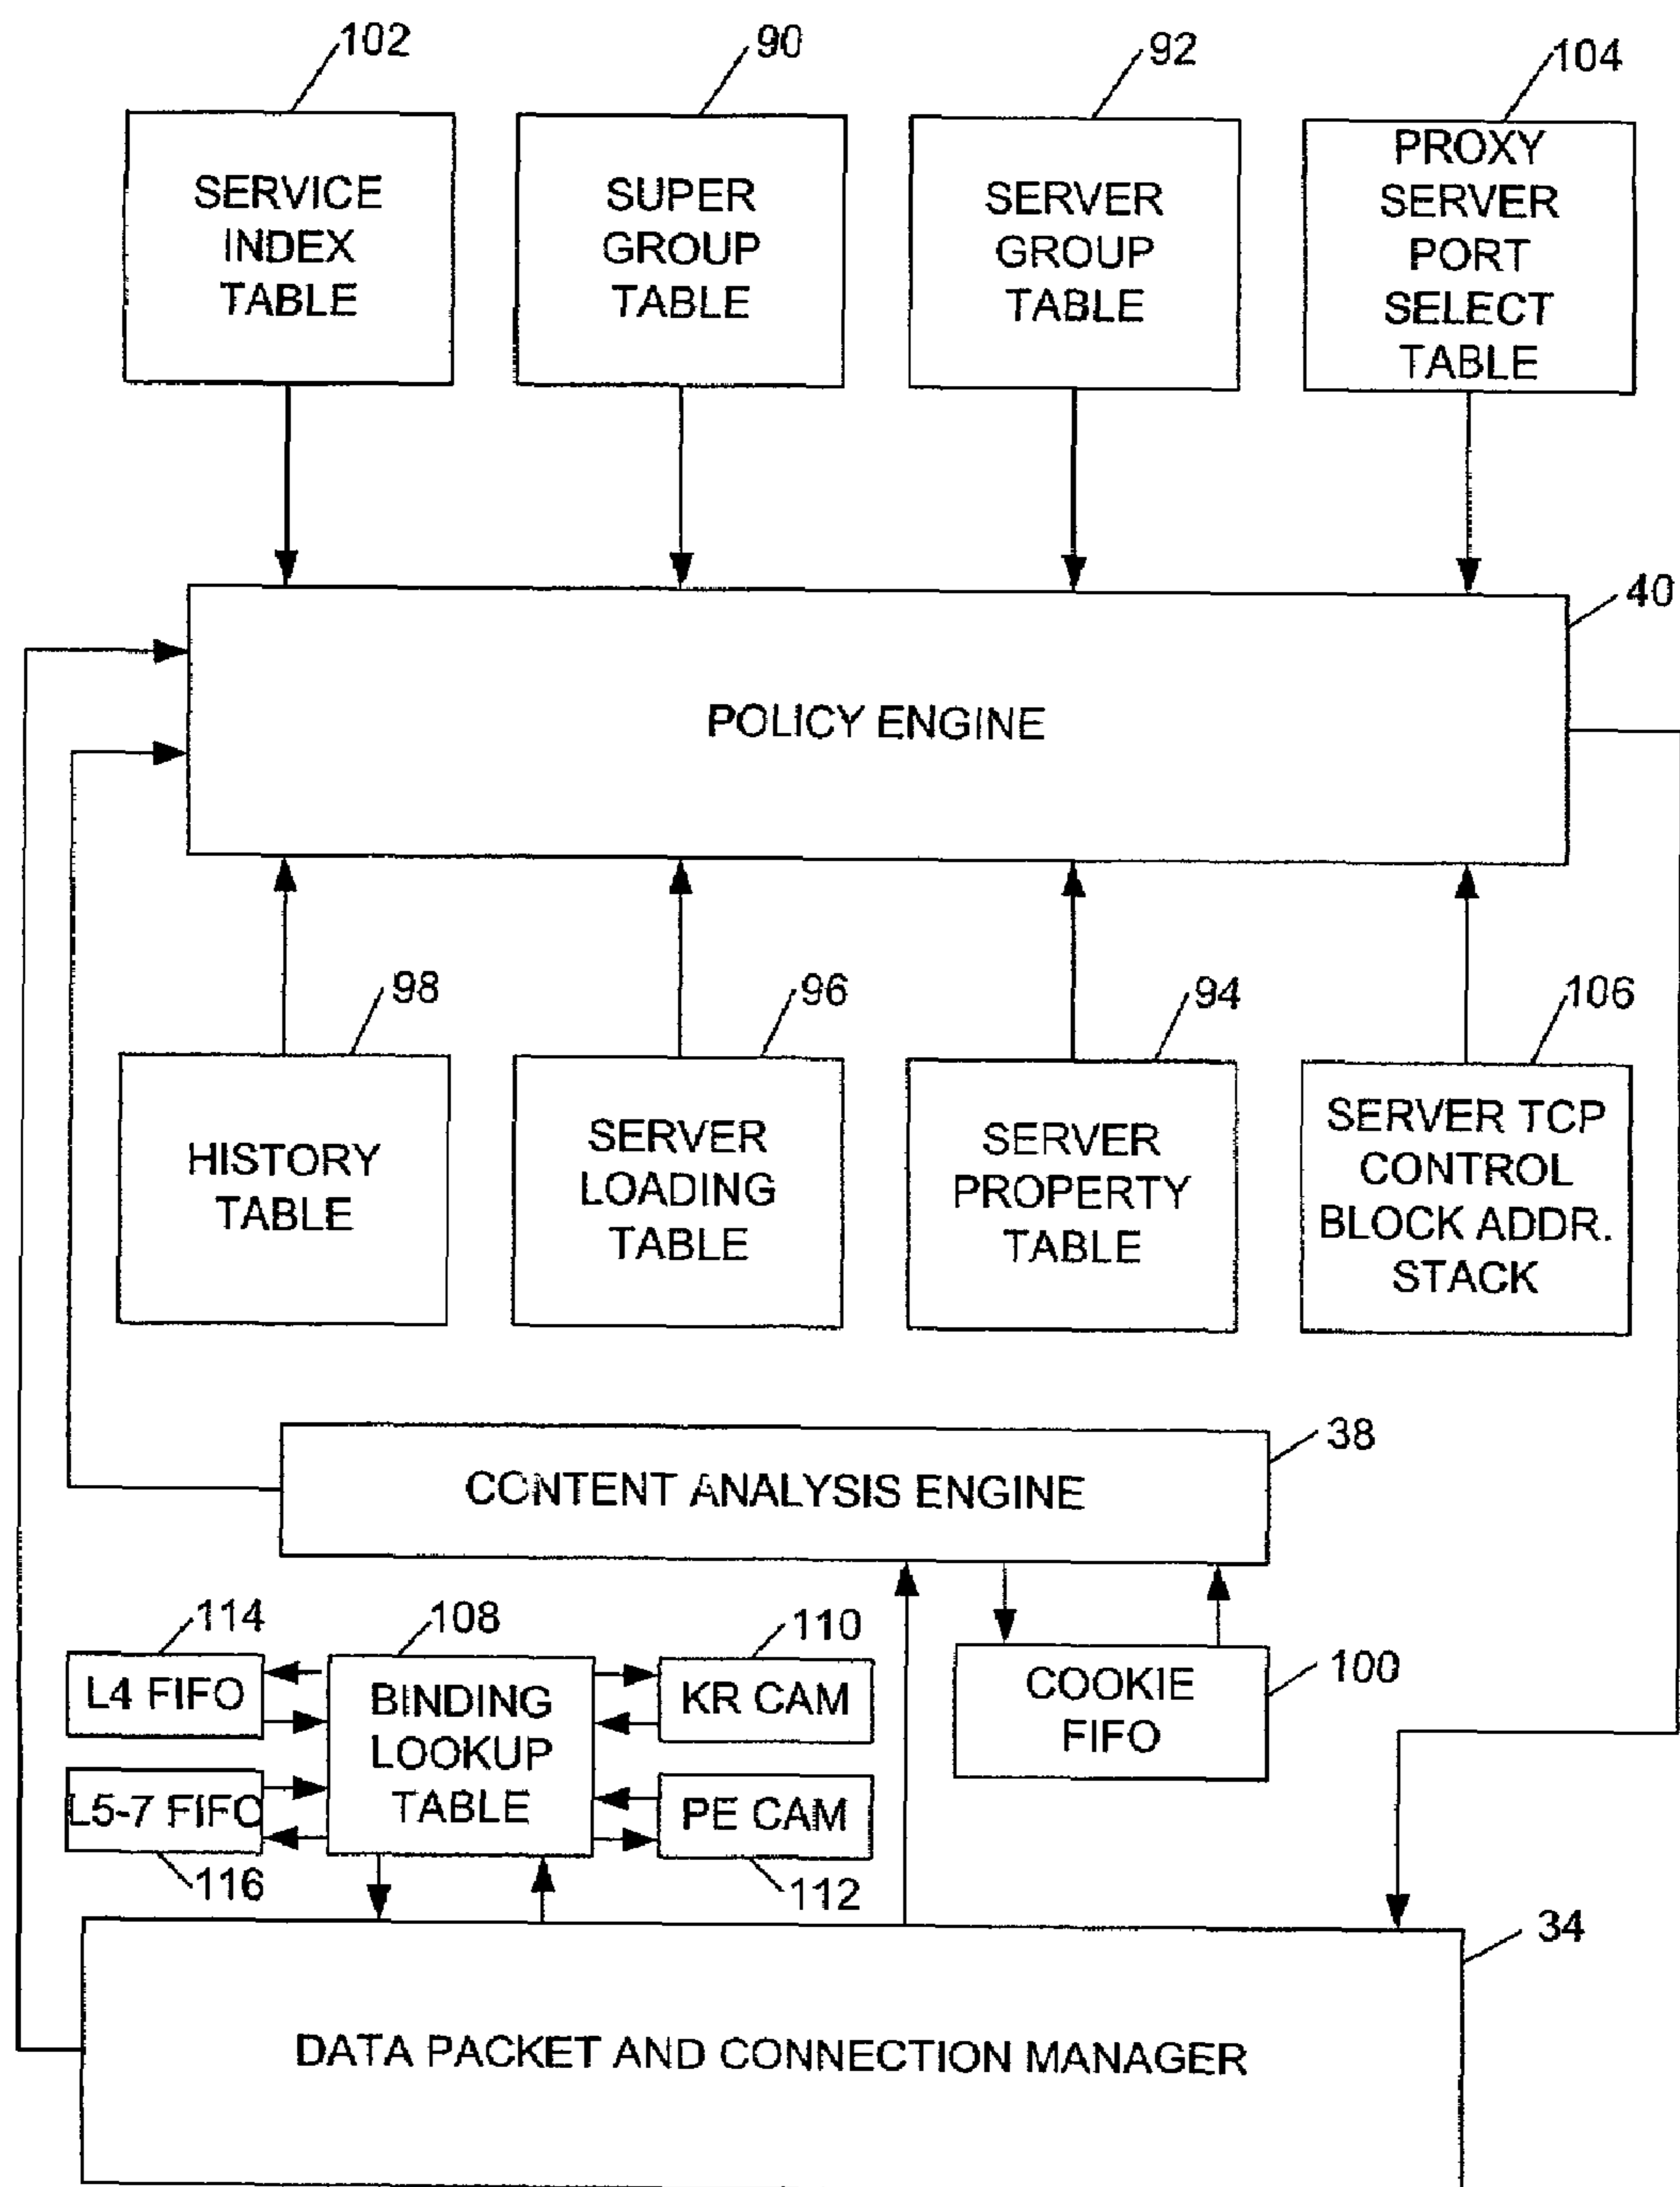 102
90
92
104
SERVICE
INDEX
TABLE
SUPER
GROUP
TABLE
SERVER
GROUP
TABLE
PROXY
SERVER
PORT
SELECT
TABLE
40
POLICY ENGINE
98
96
94
106
HISTORY
TABLE
SERVER
LOADING
TABLE
SERVER
PROPERTY
TABLE
SERVER TCP
CONTROL
BLOCK ADDR.
STACK
38
CONTENT ANALYSIS ENGINE
114
108
110
L4 FIFO
BINDING
LOOKUP
TABLE
KR CAM
COOKIE
FIFO
100
L5-7 FIFO
PE CAM
116
112
34
DATA PACKET AND CONNECTION MANAGER